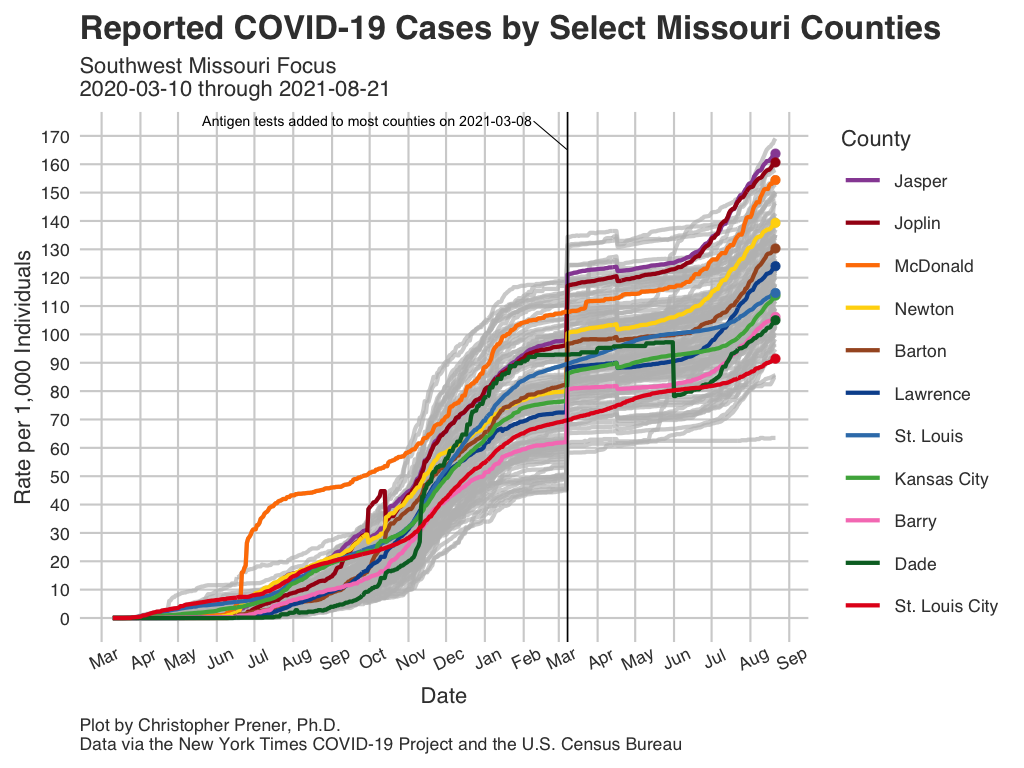 Reported COVID-19 Cases by Select Missouri Counties
Southwest Missouri Focus
2020-03-10 through 2021-08-21
Antigen tests added to most counties on 2021-03-08
Rate per 1,000 Individuals
170
160
150
140
130
120
110
100
90
80
70
60
50
40
30
20
10
0
Mar Apr May Jun Jul Aug Sep Oct Nov Dec Jan Feb Mar Apr May Jun Jul Aug Sep
Date
County
Jasper
Joplin
McDonald
Newton
Barton
Lawrence
St. Louis
Kansas City
Barry
Dade
St. Louis City
Plot by Christopher Prener, Ph.D.
Data via the New York Times COVID-19 Project and the U.S. Census Bureau